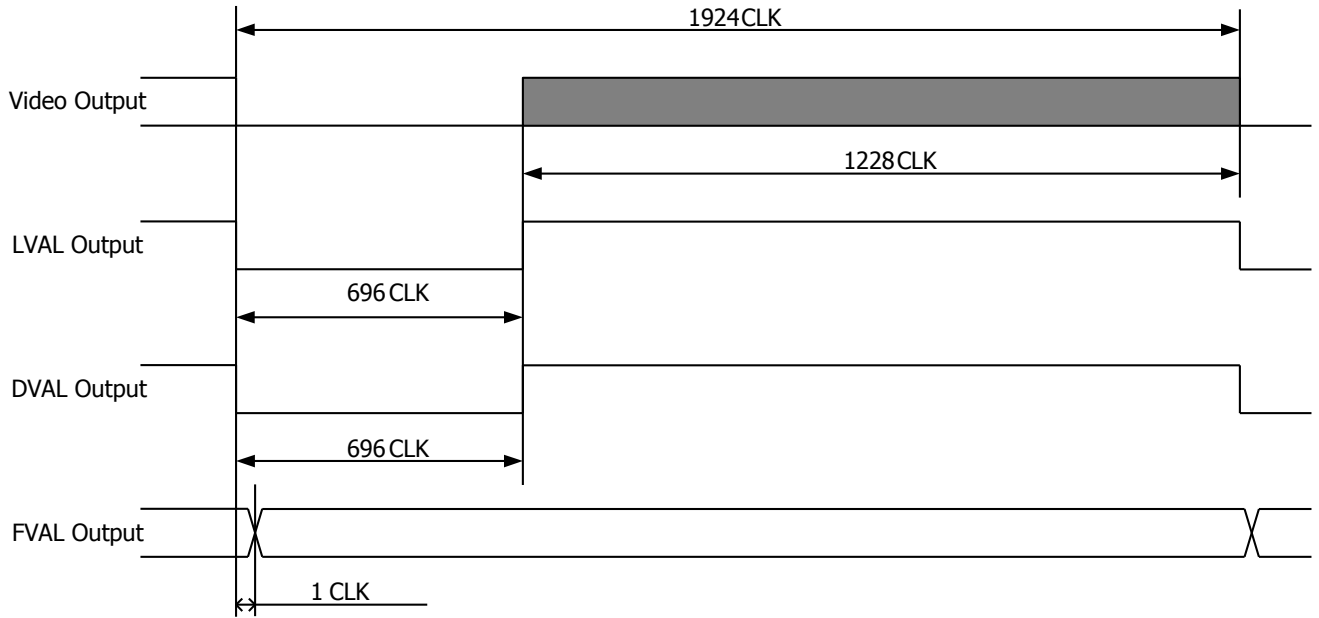 1924CLK
Video Output
1228CLK
LVAL Output
696CLK
DVAL Output
696CLK
FVAL Output
1 CLK